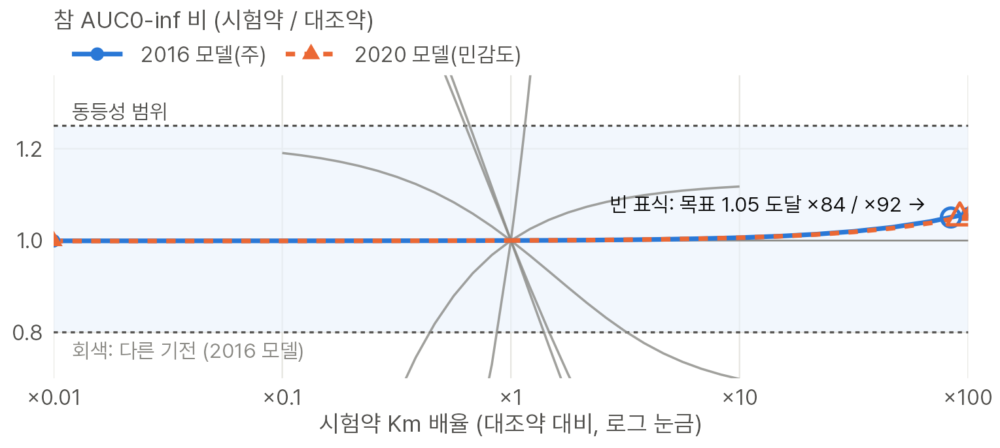 참 AUC0-inf 비 (시험약 / 대조약)
2016 모델(주) 2020 모델(민감도)
동등성 범위
1.2
빈 표식: 목표 1.05 도달 ×84 / ×92 →
1.0
0.8
회색: 다른 기전 (2016 모델)
×0.01 ×0.1 ×1 ×10 ×100
시험약 Km 배율 (대조약 대비, 로그 눈금)